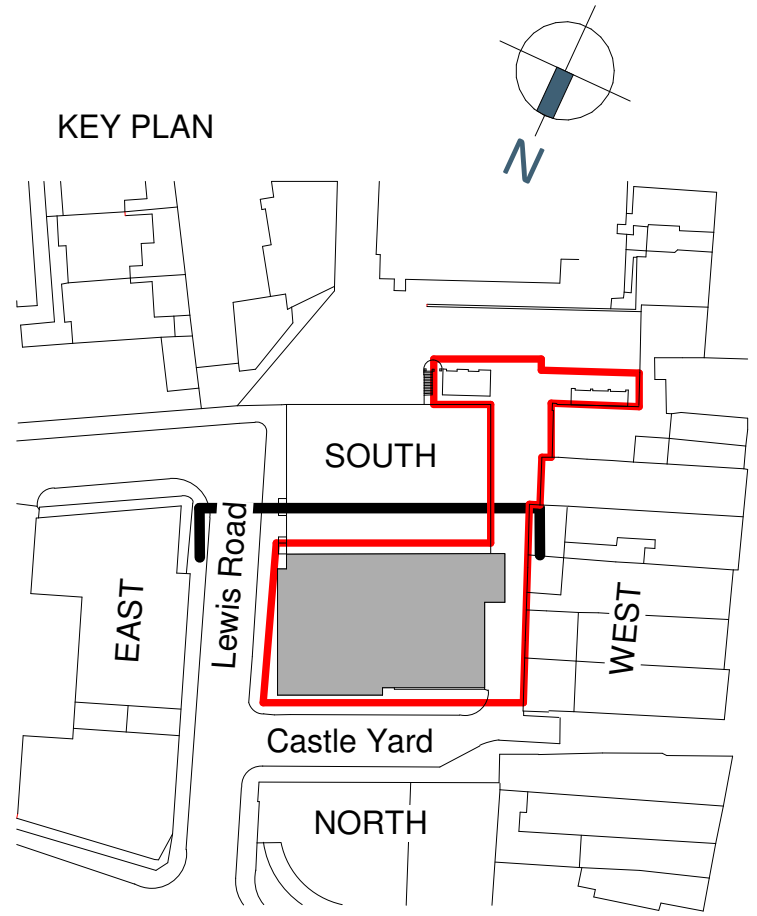 KEY PLAN
N
SOUTH
Lewis Road
EAST
WEST
Castle Yard
NORTH